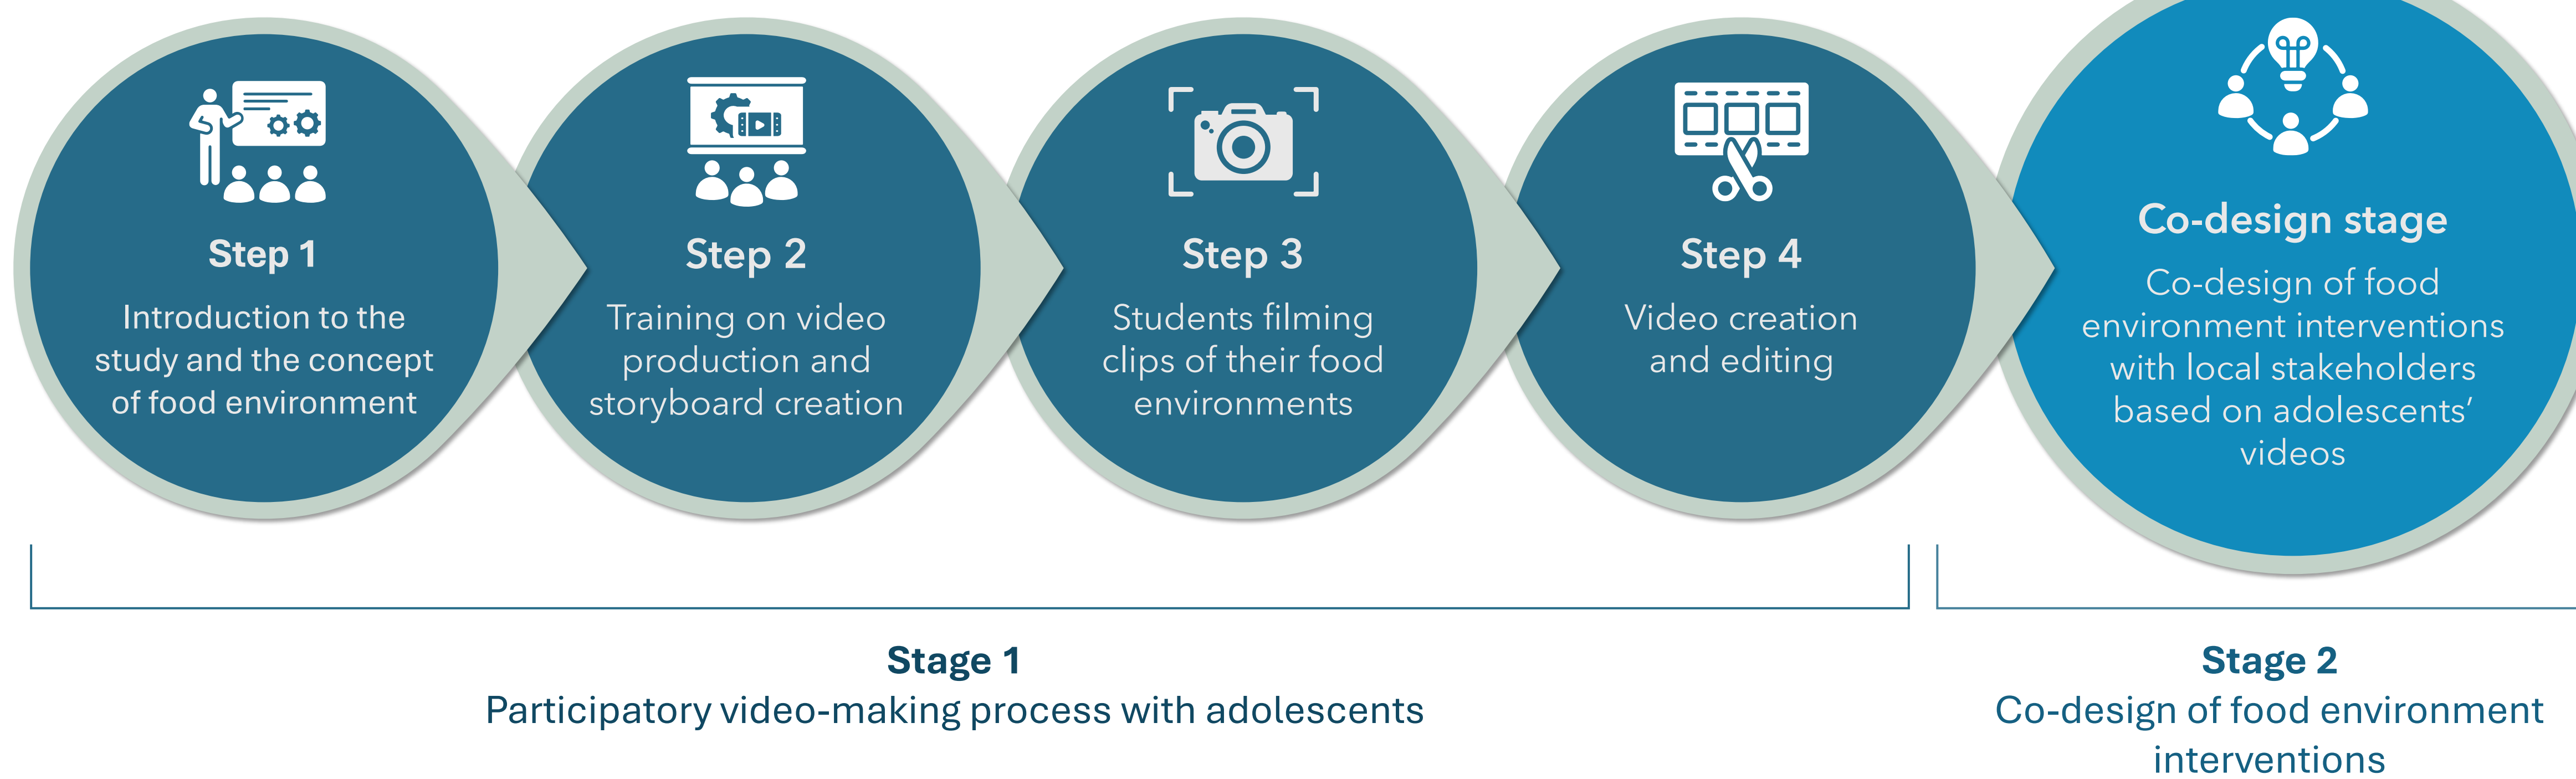 Step 1
Introduction to the
study and the concept
of food environment
Step 2
Training on video
production and
storyboard creation
Step 3
Students filming
clips of their food
environments
Step 4
Video creation
and editing
Co-design stage
Co-design of food
environment interventions
with local stakeholders
based on adolescents’
videos
Stage 1
Participatory video-making process with adolescents
Stage 2
Co-design of food environment
interventions